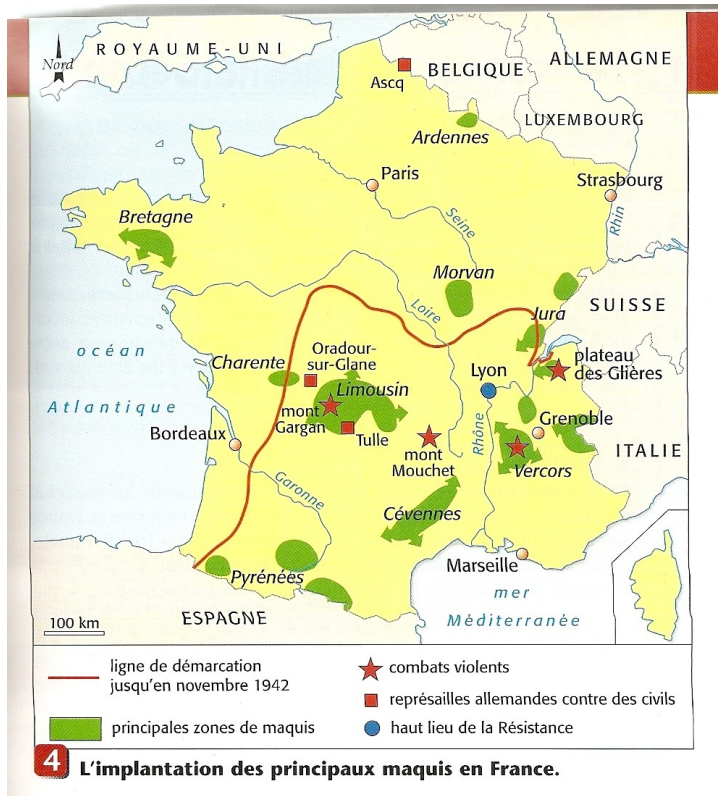 ROYAUME-UNI
Nord
ALLEMAGNE
BELGIQUE
Ascq
LUXEMBOURG
Ardennes
Paris
Strasbourg
Seine
Rhin
Bretagne
Morvan
Loire
Jura
SUISSE
océan
Atlantique
Charente
Oradour-
sur-Glane
Limousin
Lyon
plateau
des Glières
mont
Gargan
Tulle
Bordeaux
mont
Mouchet
Rhône
Grenoble
Vercors
ITALIE
Garonne
Cévennes
Pyrénées
Marseille
mer
Méditerranée
ESPAGNE
100 km
ligne de démarcation
jusqu'en novembre 1942
principales zones de maquis
combats violents
représailles allemandes contre des civils
haut lieu de la Résistance
4 L'implantation des principaux maquis en France.